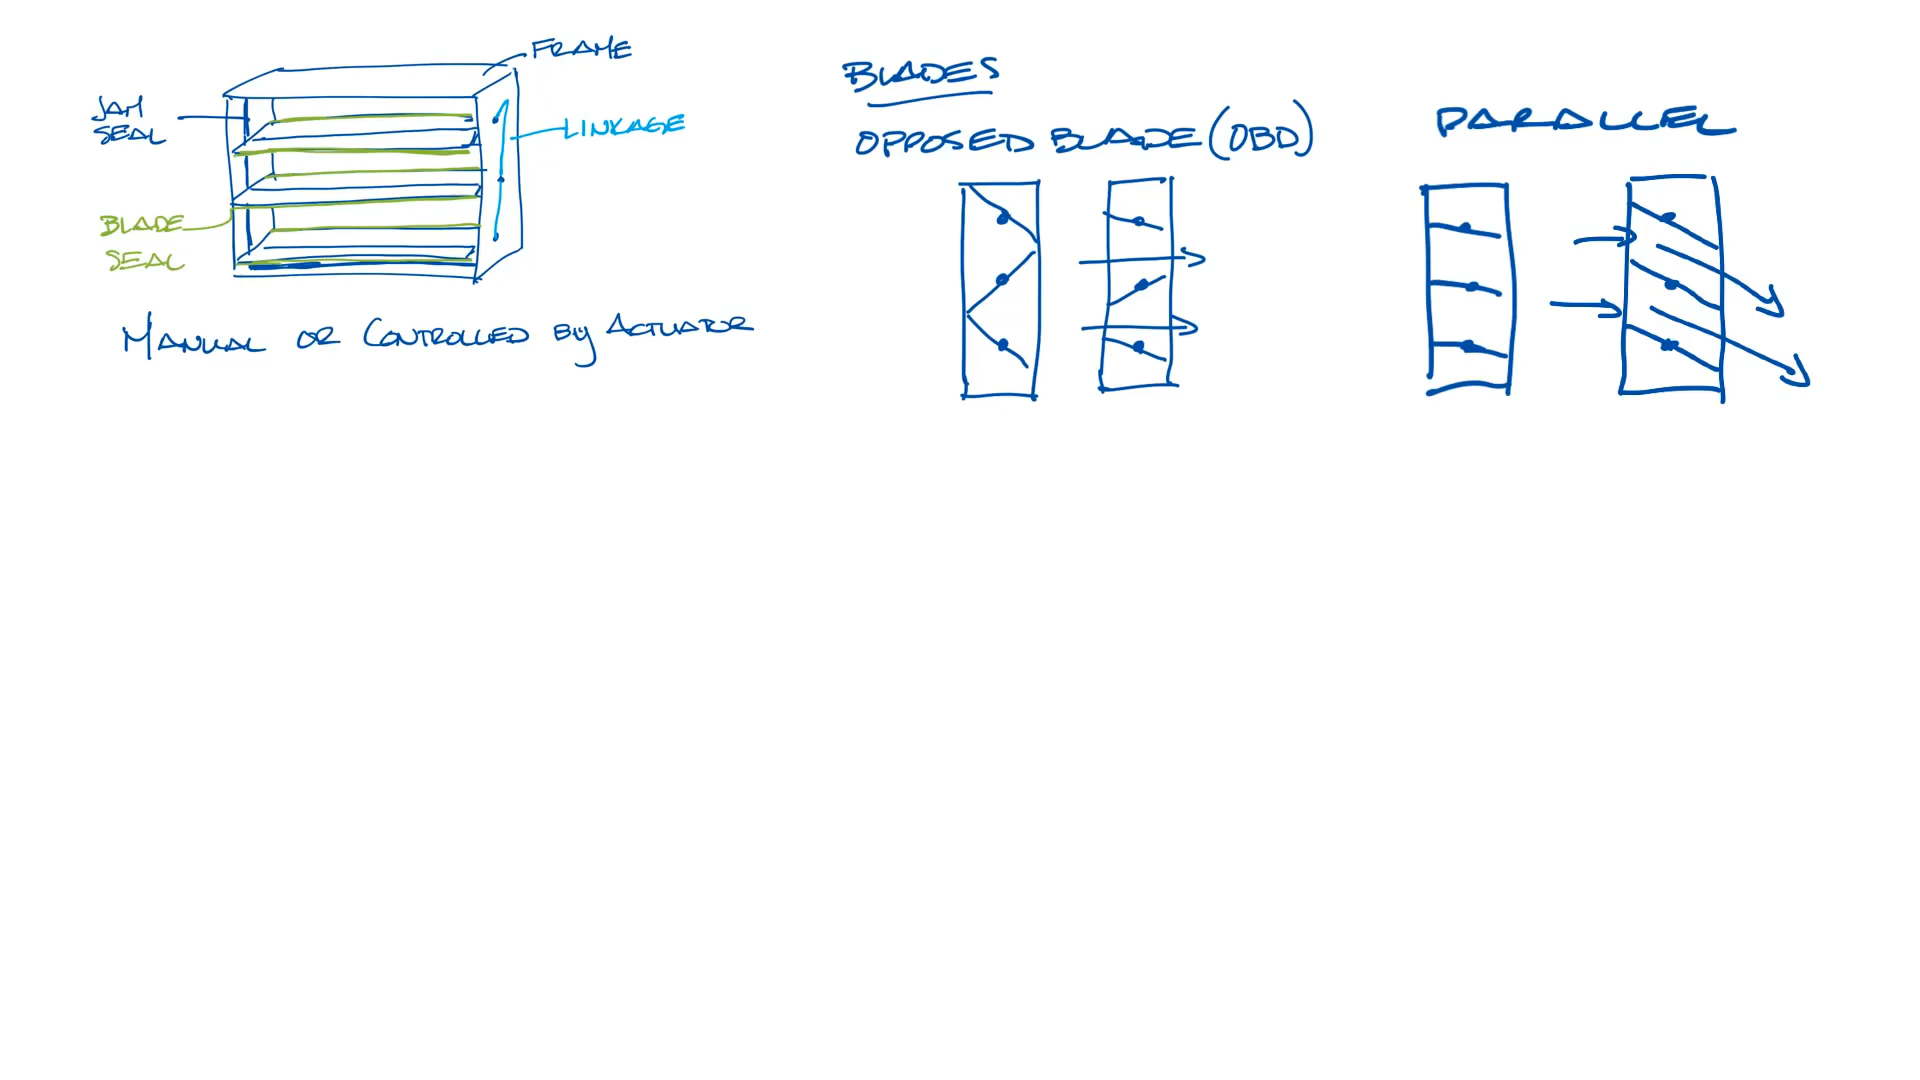 FRAME
JAM
SEAL
LINKAGE
BLADE
SEAL
MANUAL OR CONTROLLED BY ACTUATOR
BLADES
OPPOSED BLADE (OBD)
PARALLEL